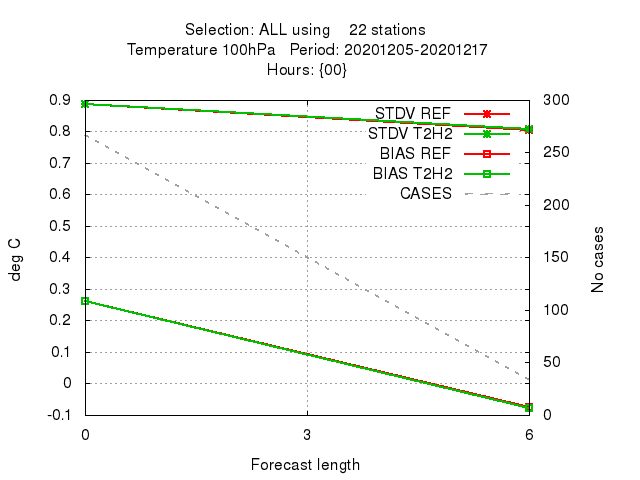 Selection: ALL using    22 stations
Temperature 100hPa   Period: 20201205-20201217
Hours: {00}
0.9
0.8
0.7
0.6
0.5
0.4
0.3
0.2
0.1
0
-0.1
deg C
STDV REF
STDV T2H2
BIAS REF
BIAS T2H2
CASES
300
250
200
150
100
50
0
No cases
0 3 6
Forecast length